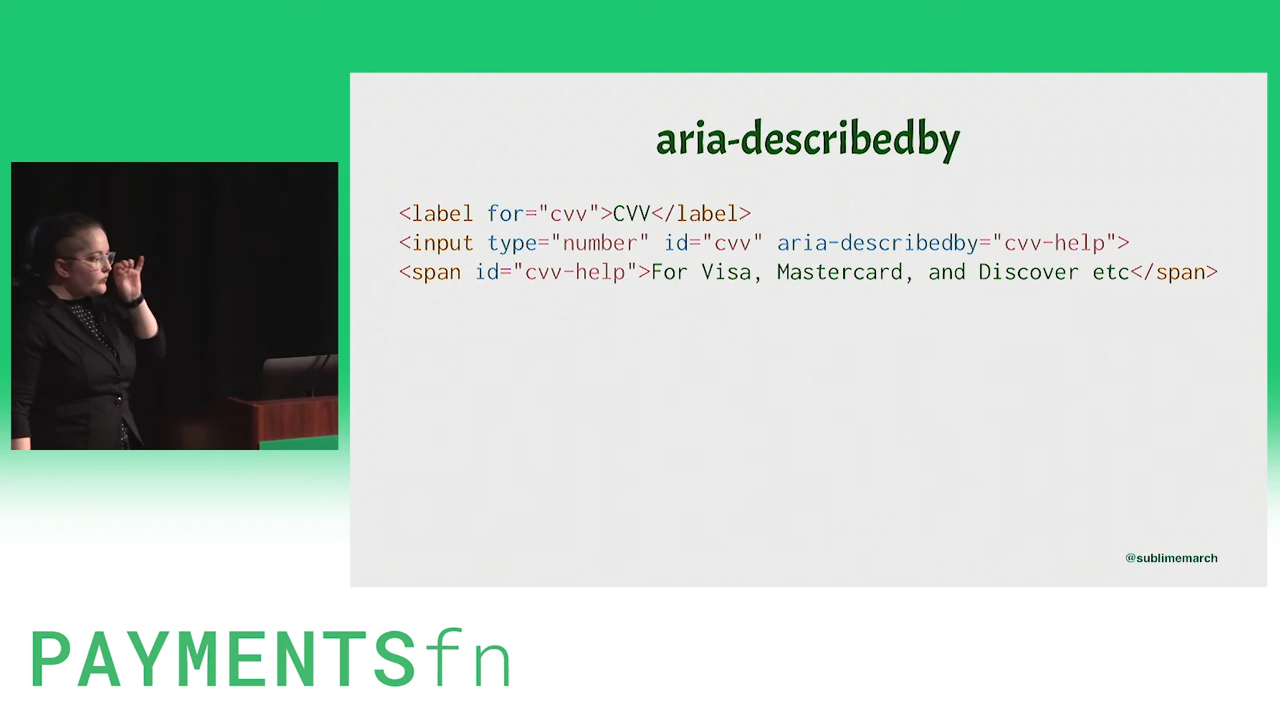 aria-describedby
<label for="cvv">CVV</label>
<input type="number" id="cvv" aria-describedby="cvv-help">
<span id="cvv-help">For Visa, Mastercard, and Discover etc</span>
@sublimemarch
PAYMENTSfn